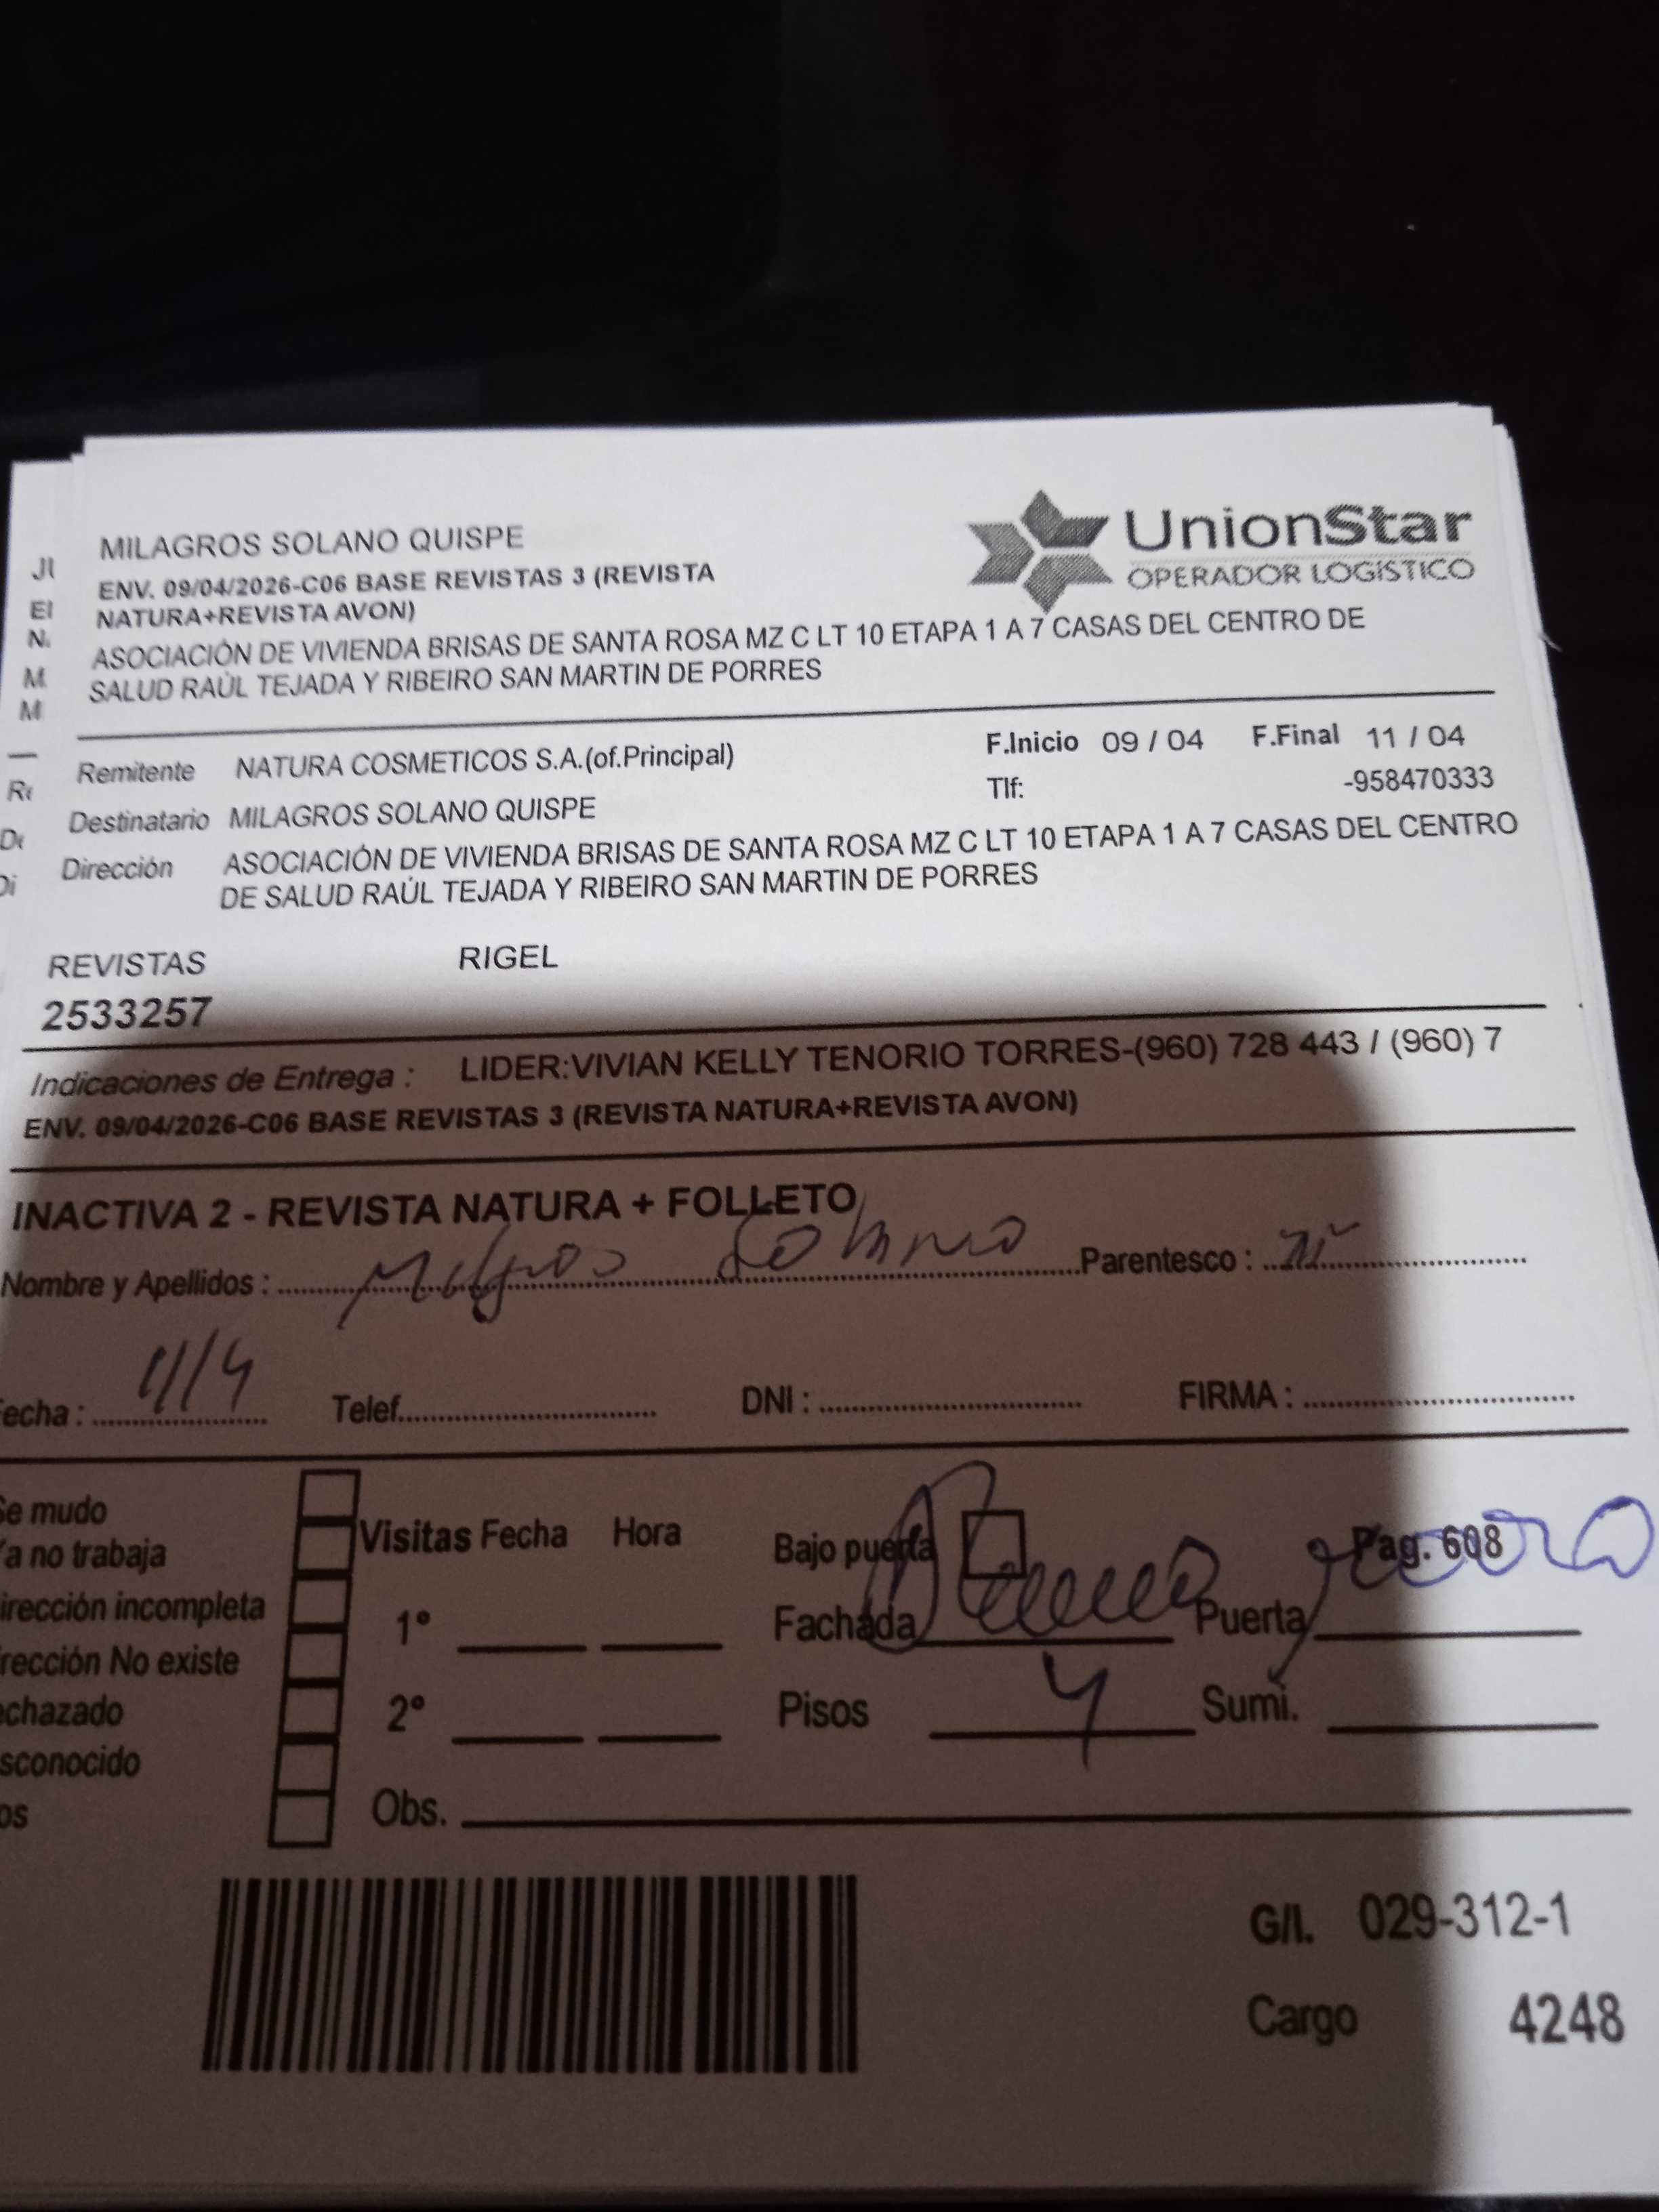 MILAGROS SOLANO QUISPE
ENV. 09/04/2026-C06 BASE REVISTAS 3 (REVISTA
NATURA+REVISTA AVON)
ASOCIACIÓN DE VIVIENDA BRISAS DE SANTA ROSA MZ C LT 10 ETAPA 1 A 7 CASAS DEL CENTRO DE
SALUD RAÚL TEJADA Y RIBEIRO SAN MARTIN DE PORRES
UnionStar
OPERADOR LOGÍSTICO
Remitente NATURA COSMETICOS S.A.(of.Principal) F.Inicio 09 / 04 F.Final 11 / 04
Destinatario MILAGROS SOLANO QUISPE Tlf: -958470333
Dirección ASOCIACIÓN DE VIVIENDA BRISAS DE SANTA ROSA MZ C LT 10 ETAPA 1 A 7 CASAS DEL CENTRO
DE SALUD RAÚL TEJADA Y RIBEIRO SAN MARTIN DE PORRES
REVISTAS RIGEL
2533257
Indicaciones de Entrega : LIDER:VIVIAN KELLY TENORIO TORRES-(960) 728 443 / (960) 7
ENV. 09/04/2026-C06 BASE REVISTAS 3 (REVISTA NATURA+REVISTA AVON)
INACTIVA 2 - REVISTA NATURA + FOLLETO
Nombre y Apellidos : Milagros Solano Parentesco :
echa : 11/4 Telef. DNI : FIRMA :
Se mudo
Ya no trabaja
irección incompleta
rección No existe
echazado
sconocido
os
Visitas Fecha Hora
1°
2°
Obs.
Bajo puerta Pag. 608
Fachada Puerta
Pisos 4 Sumi.
G/I. 029-312-1
Cargo 4248